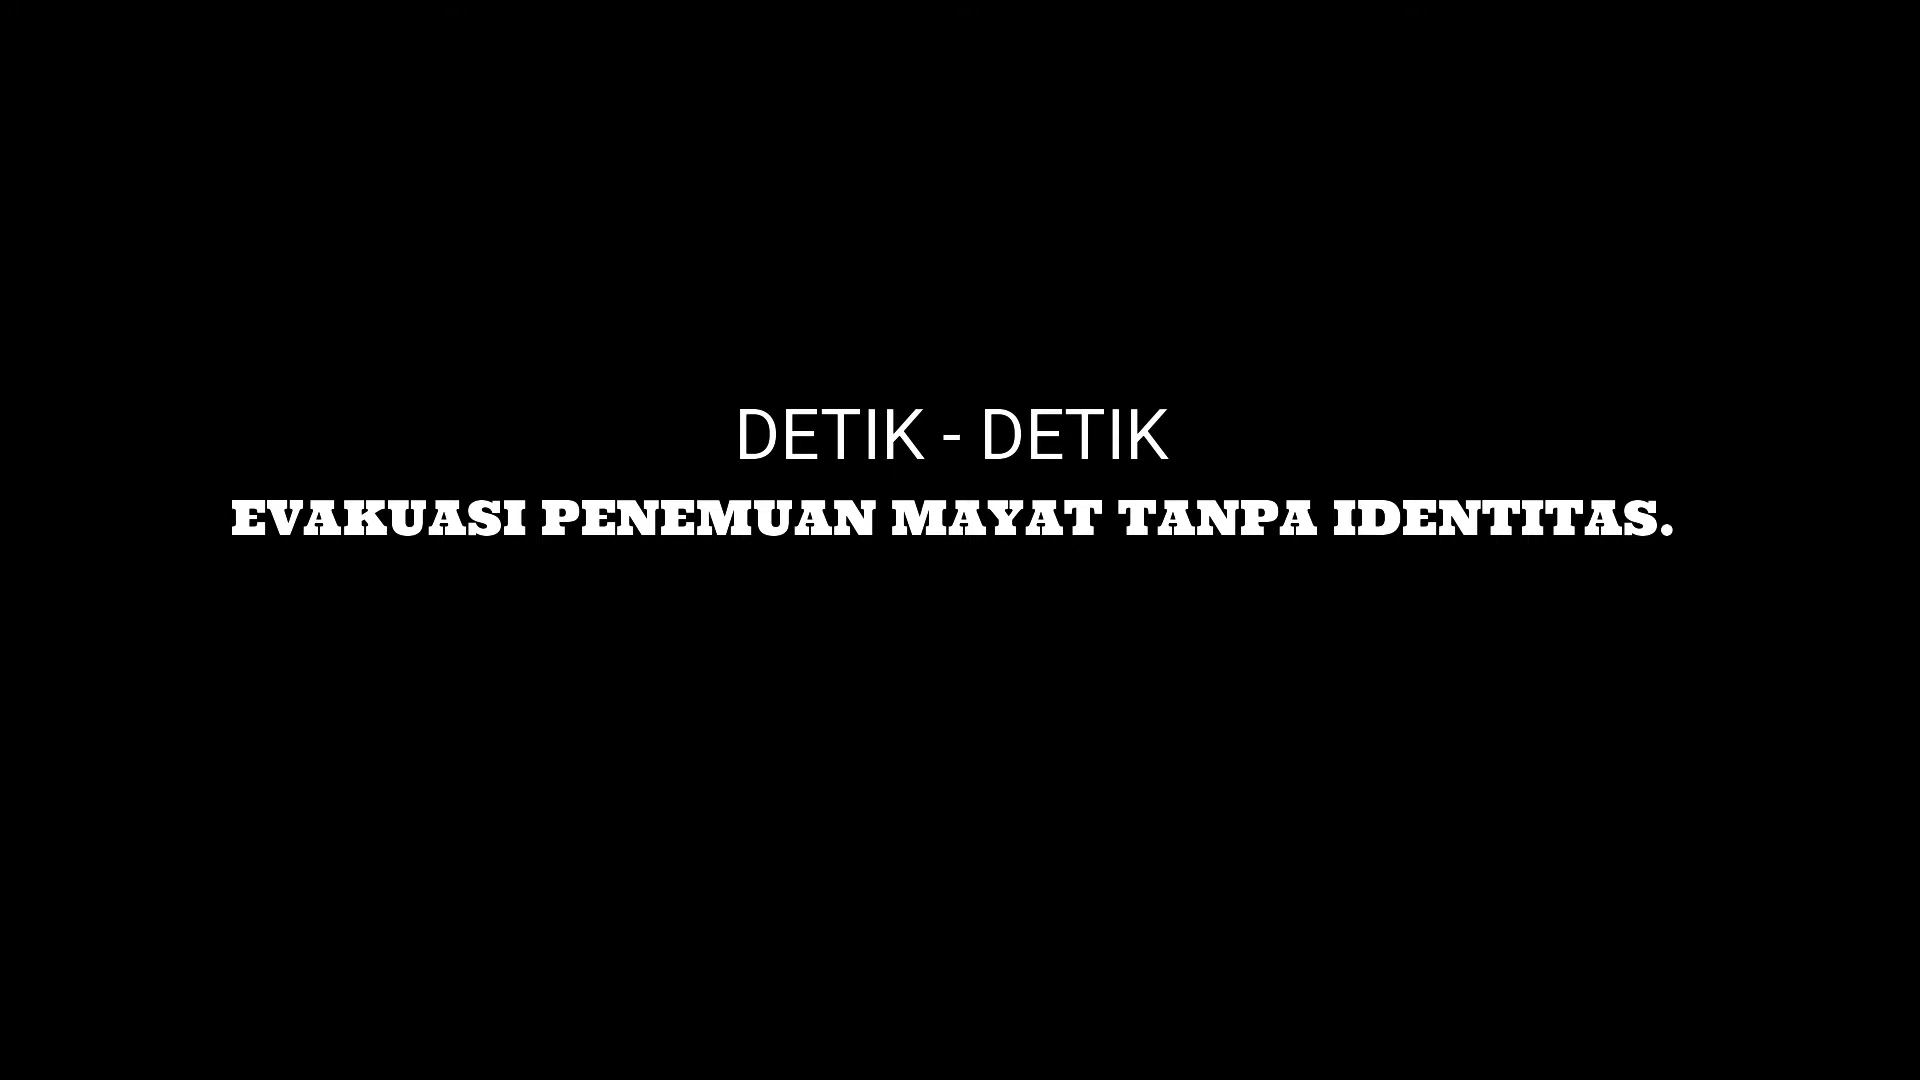 DETIK - DETIK
EVAKUASI PENEMUAN MAYAT TANPA IDENTITAS.